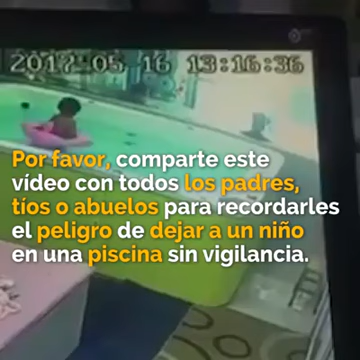 2017 05 16 13:16:36
Por favor, comparte este
vídeo con todos los padres,
tíos o abuelos para recordarles
el peligro de dejar a un niño
en una piscina sin vigilancia.